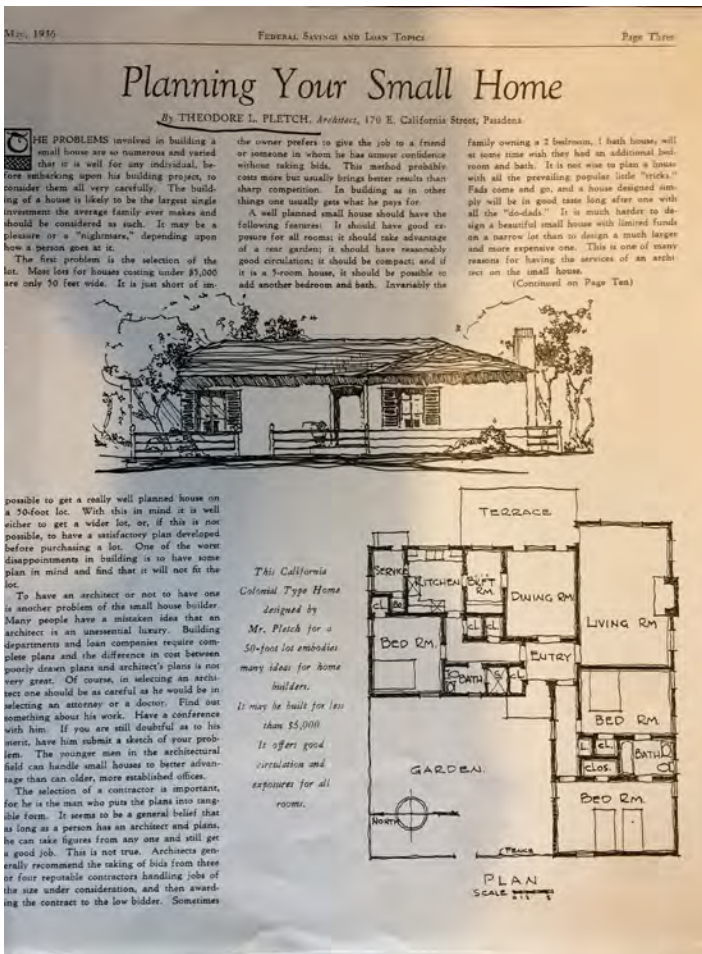 May, 1936
FEDERAL SAVINGS AND LOAN TOPICS
Page Three
Planning Your Small Home
By THEODORE L. PLETCH, Architect, 170 E. California Street, Pasadena
THE PROBLEMS involved in building a
small house are so numerous and varied
that it is well for any individual, be-
fore embarking upon his building project, to
consider them all very carefully. The build-
ing of a house is likely to be the largest single
investment the average family ever makes and
should be considered as such. It may be a
pleasure or a "nightmare," depending upon
how a person goes at it.
The first problem is the selection of the
lot. Most lots for houses costing under $5,000
are only 50 feet wide. It is just short of im-
possible to get a really well planned house on
a 50-foot lot. With this in mind it is well
either to get a wider lot, or, if this is not
possible, to have a satisfactory plan developed
before purchasing a lot. One of the worst
disappointments in building is to have some
plan in mind and find that it will not fit the
lot.
To have an architect or not to have one
is another problem of the small house builder.
Many people have a mistaken idea that an
architect is an unessential luxury. Building
departments and loan companies require com-
plete plans and the difference in cost between
poorly drawn plans and architect's plans is not
very great. Of course, in selecting an archi-
tect one should be as careful as he would be in
selecting an attorney or a doctor. Find out
something about his work. Have a conference
with him. If you are still doubtful as to his
merit, have him submit a sketch of your prob-
lem. The younger men in the architectural
field can handle small houses to better advan-
tage than can older, more established offices.
The selection of a contractor is important,
for he is the man who puts the plans into tang-
ible form. It seems to be a general belief that
as long as a person has an architect and plans,
he can take figures from any one and still get
a good job. This is not true. Architects gen-
erally recommend the taking of bids from three
or four reputable contractors handling jobs of
the size under consideration, and then award-
ing the contract to the low bidder. Sometimes
the owner prefers to give the job to a friend
or someone in whom he has utmost confidence
without taking bids. This method probably
costs more but usually brings better results than
sharp competition. In building as in other
things one usually gets what he pays for.
A well planned small house should have the
following features: It should have good ex-
posure for all rooms; it should take advantage
of a rear garden; it should have reasonably
good circulation; it should be compact; and if
it is a 5-room house, it should be possible to
add another bedroom and bath. Invariably the
family owning a 2 bedroom, 1 bath house, will
at some time wish they had an additional bed-
room and bath. It is not wise to plan a house
with all the prevailing popular little "tricks."
Fads come and go, and a house designed sim-
ply will be in good taste long after one with
all the "do-dads." It is much harder to de-
sign a beautiful small house with limited funds
on a narrow lot than to design a much larger
and more expensive one. This is one of many
reasons for having the services of an archi
tect on the small house.
(Continued on Page Ten)
This California
Colonial Type Home
designed by
Mr. Pletch for a
50-foot lot embodies
many ideas for home
builders.
It may be built for less
than $5,000
It offers good
circulation and
exposures for all
rooms.
TERRACE
SERVICE
KITCHEN
BKFT
RM.
DINING RM
LIVING RM
CL.
BED RM.
CL. CL.
ENTRY
BATH
CL.
BED RM
L. CL.
BATH
CLOS.
BED RM.
GARDEN.
NORTH
FENCE
PLAN
SCALE